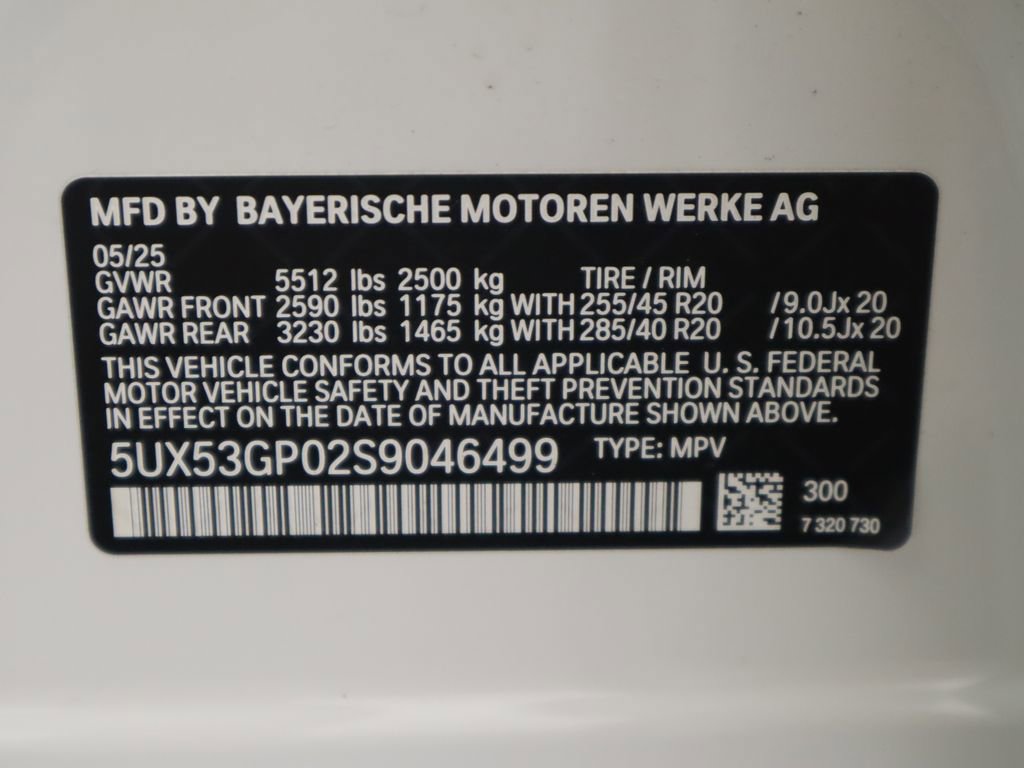 MFD BY BAYERISCHE MOTOREN WERKE AG
05/25
GVWR 5512 lbs 2500 kg TIRE / RIM
GAWR FRONT 2590 lbs 1175 kg WITH 255/45 R20 /9.0Jx 20
GAWR REAR 3230 lbs 1465 kg WITH 285/40 R20 /10.5Jx 20
THIS VEHICLE CONFORMS TO ALL APPLICABLE U. S. FEDERAL
MOTOR VEHICLE SAFETY AND THEFT PREVENTION STANDARDS
IN EFFECT ON THE DATE OF MANUFACTURE SHOWN ABOVE.
5UX53GP02S9046499 TYPE: MPV
300
7 320 730